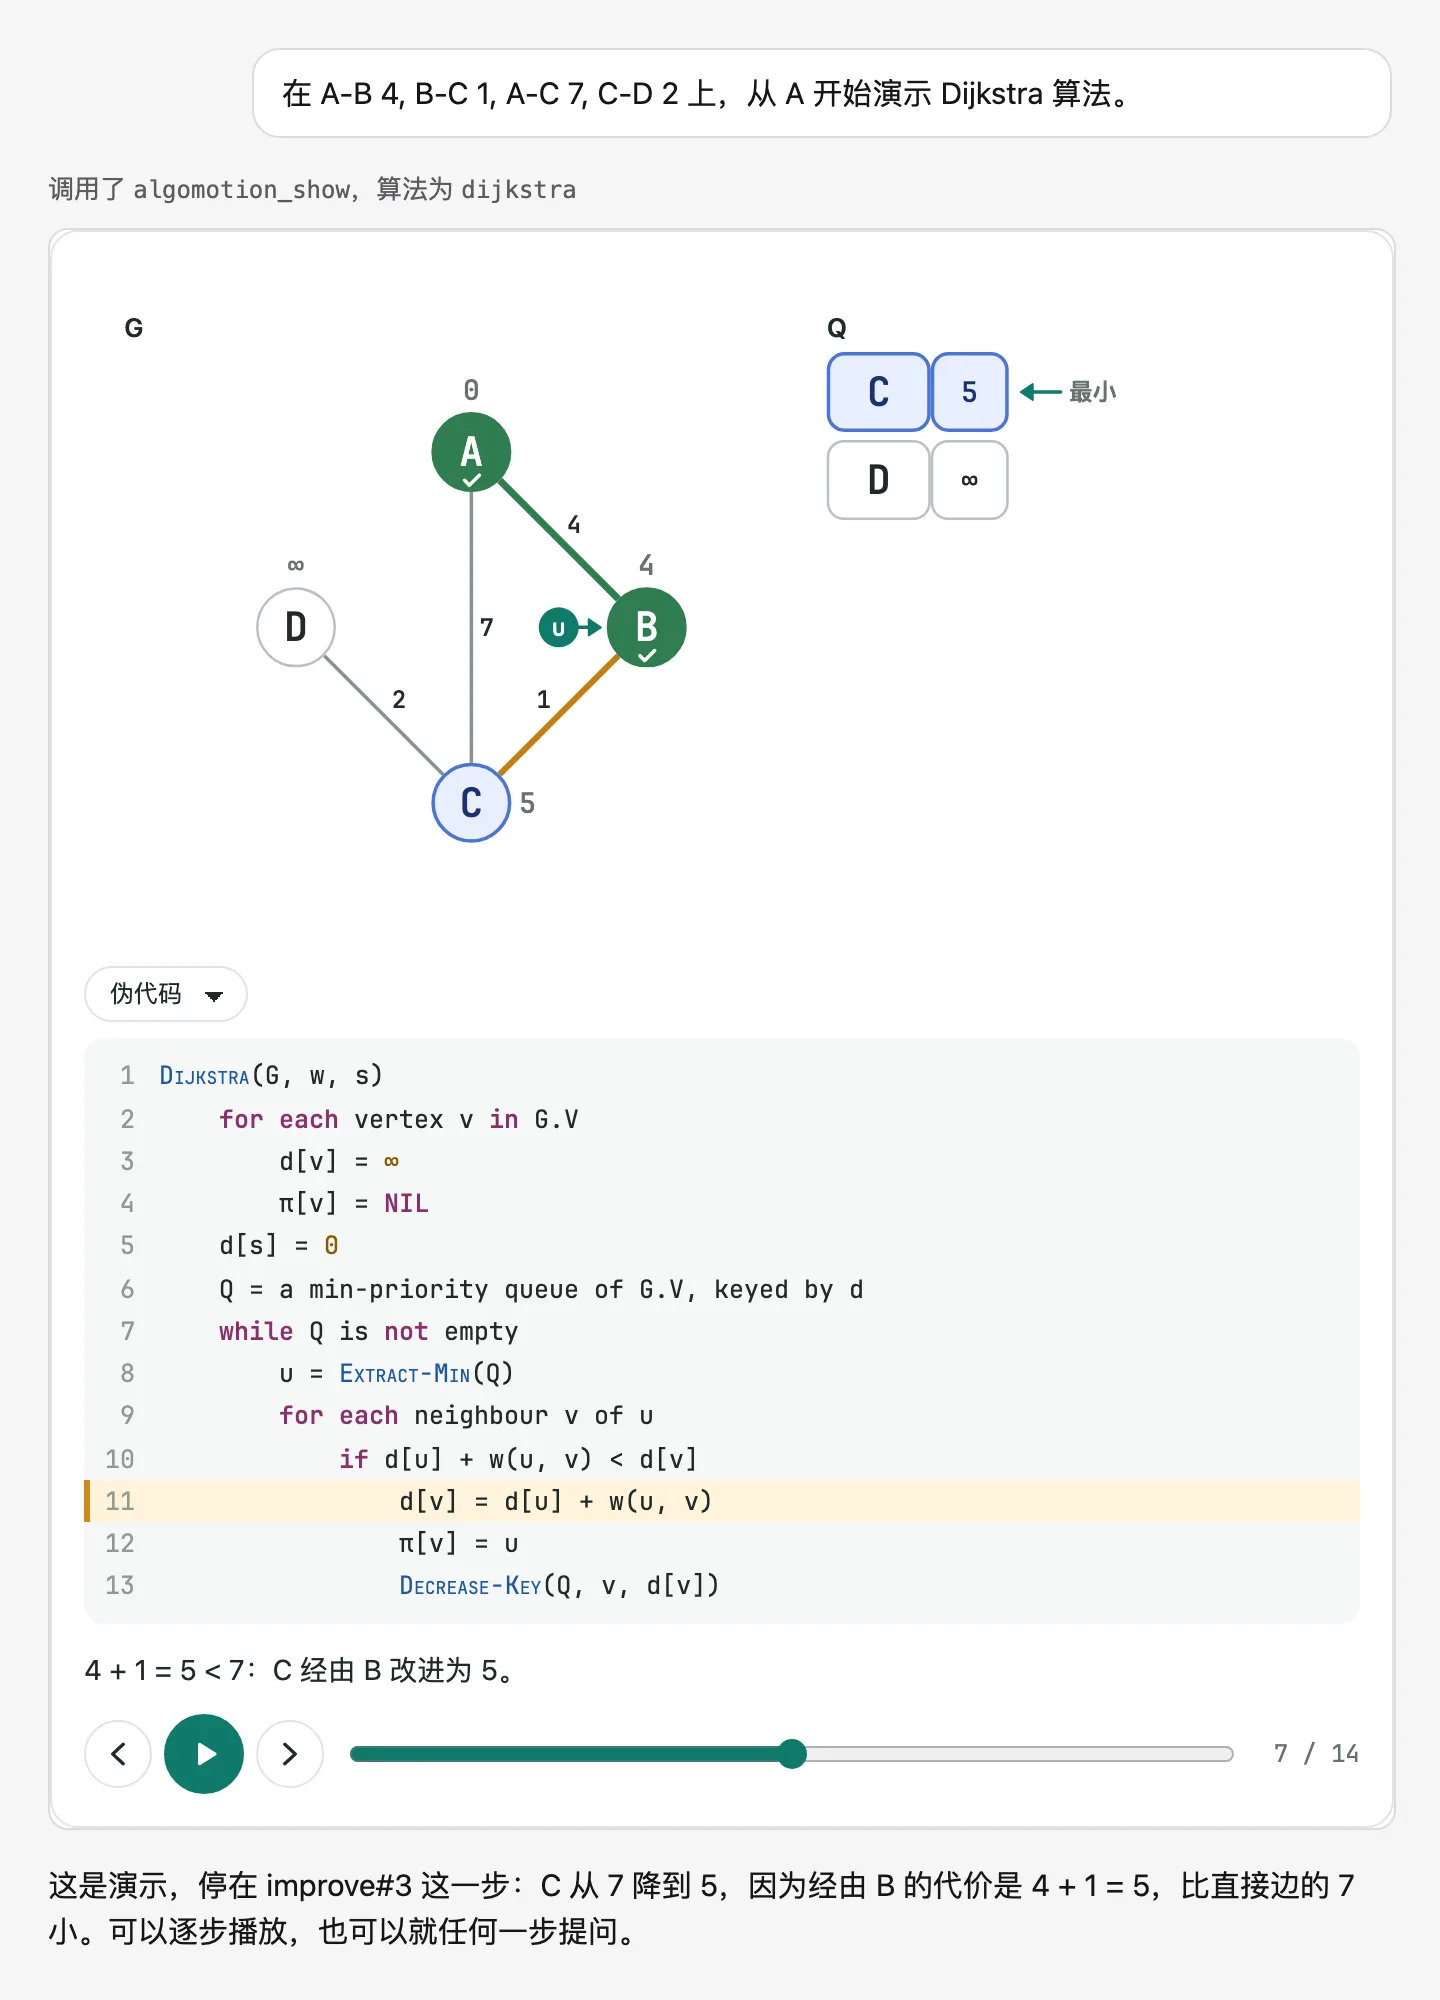 在 A-B 4, B-C 1, A-C 7, C-D 2 上，从 A 开始演示 Dijkstra 算法。
调用了 algomotion_show，算法为 dijkstra
G
Q
0
A
C 5 最小
D ∞
4
∞
4
D
7
u
B
2
1
C
5
伪代码
1 DIJKSTRA(G, w, s)
2 for each vertex v in G.V
3 d[v] = ∞
4 π[v] = NIL
5 d[s] = 0
6 Q = a min-priority queue of G.V, keyed by d
7 while Q is not empty
8 u = EXTRACT-MIN(Q)
9 for each neighbour v of u
10 if d[u] + w(u, v) < d[v]
11 d[v] = d[u] + w(u, v)
12 π[v] = u
13 DECREASE-KEY(Q, v, d[v])
4 + 1 = 5 < 7：C 经由 B 改进为 5。
7 / 14
这是演示，停在 improve#3 这一步：C 从 7 降到 5，因为经由 B 的代价是 4 + 1 = 5，比直接边的 7
小。可以逐步播放，也可以就任何一步提问。